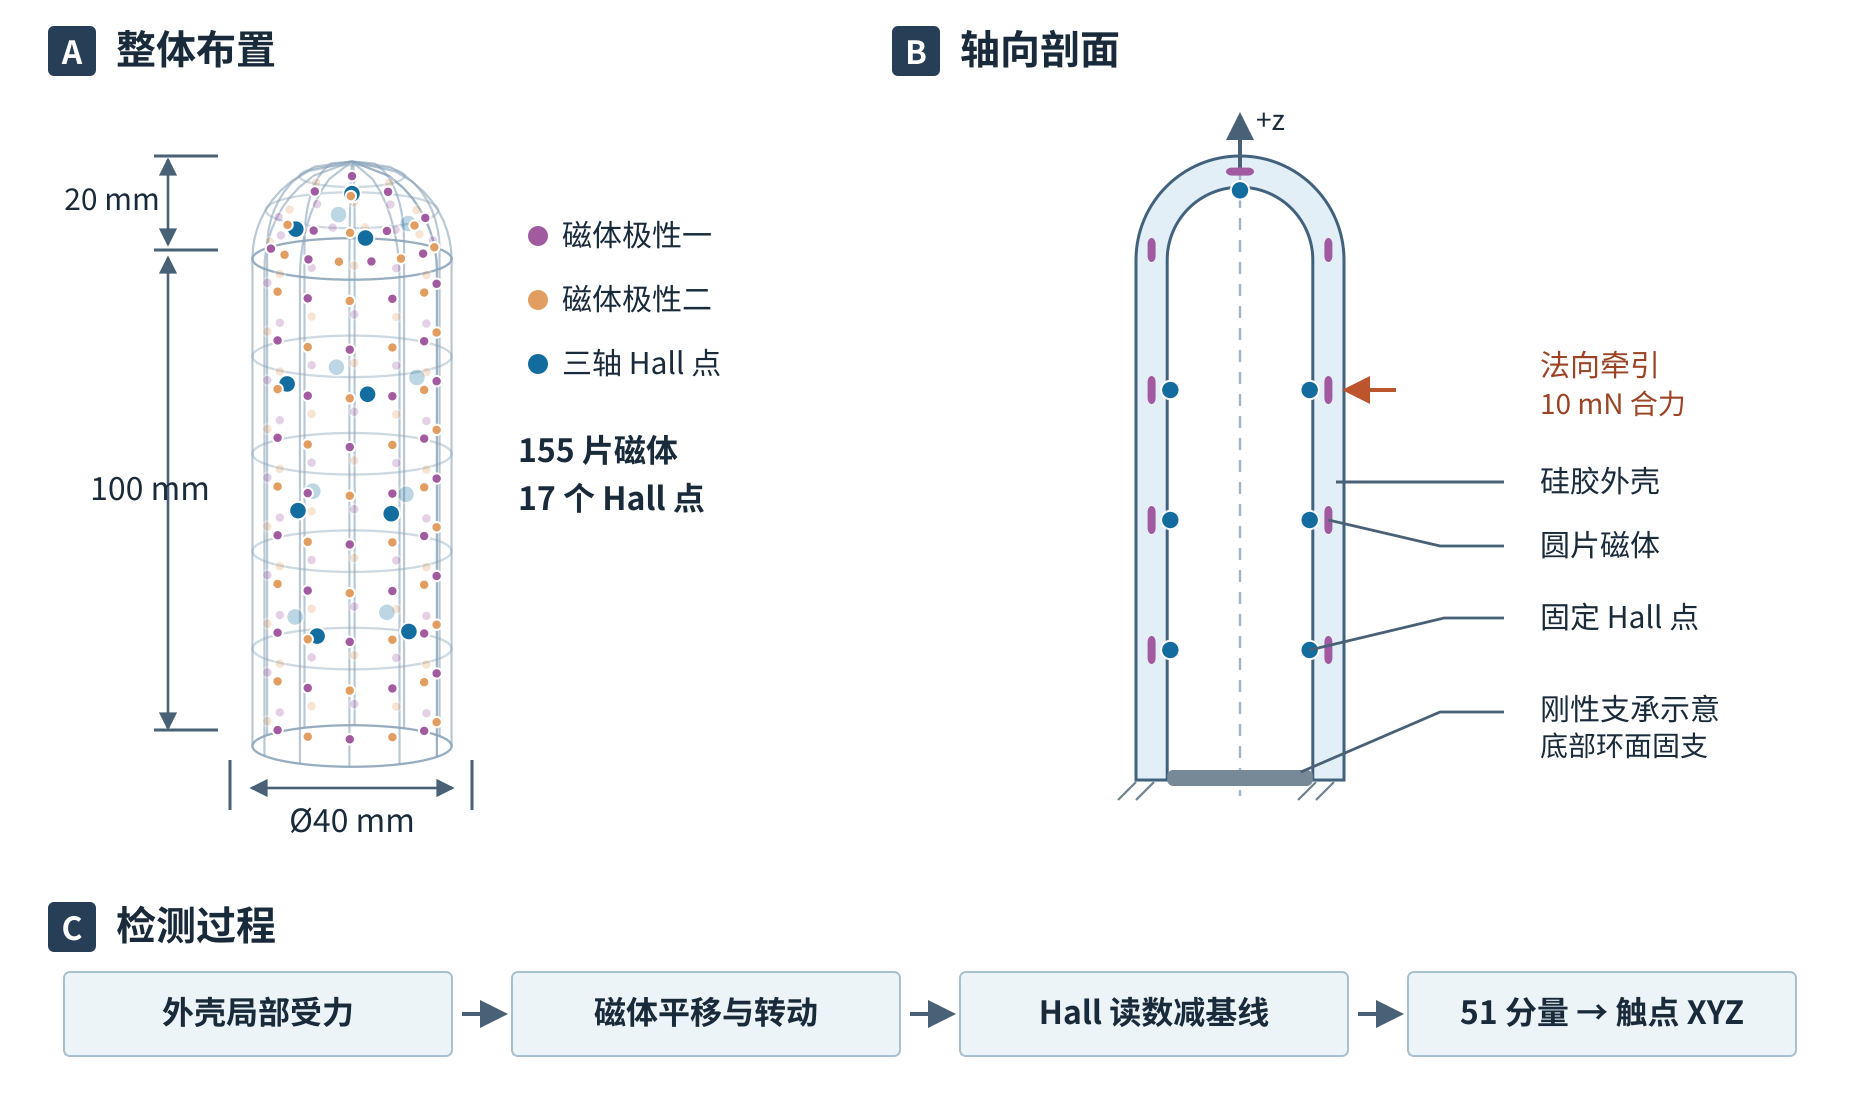 A 整体布置
20 mm
100 mm
Ø40 mm
磁体极性一
磁体极性二
三轴 Hall 点
155 片磁体
17 个 Hall 点
B 轴向剖面
+z
法向牵引
10 mN 合力
硅胶外壳
圆片磁体
固定 Hall 点
刚性支承示意
底部环面固支
C 检测过程
外壳局部受力
磁体平移与转动
Hall 读数减基线
51 分量 → 触点 XYZ